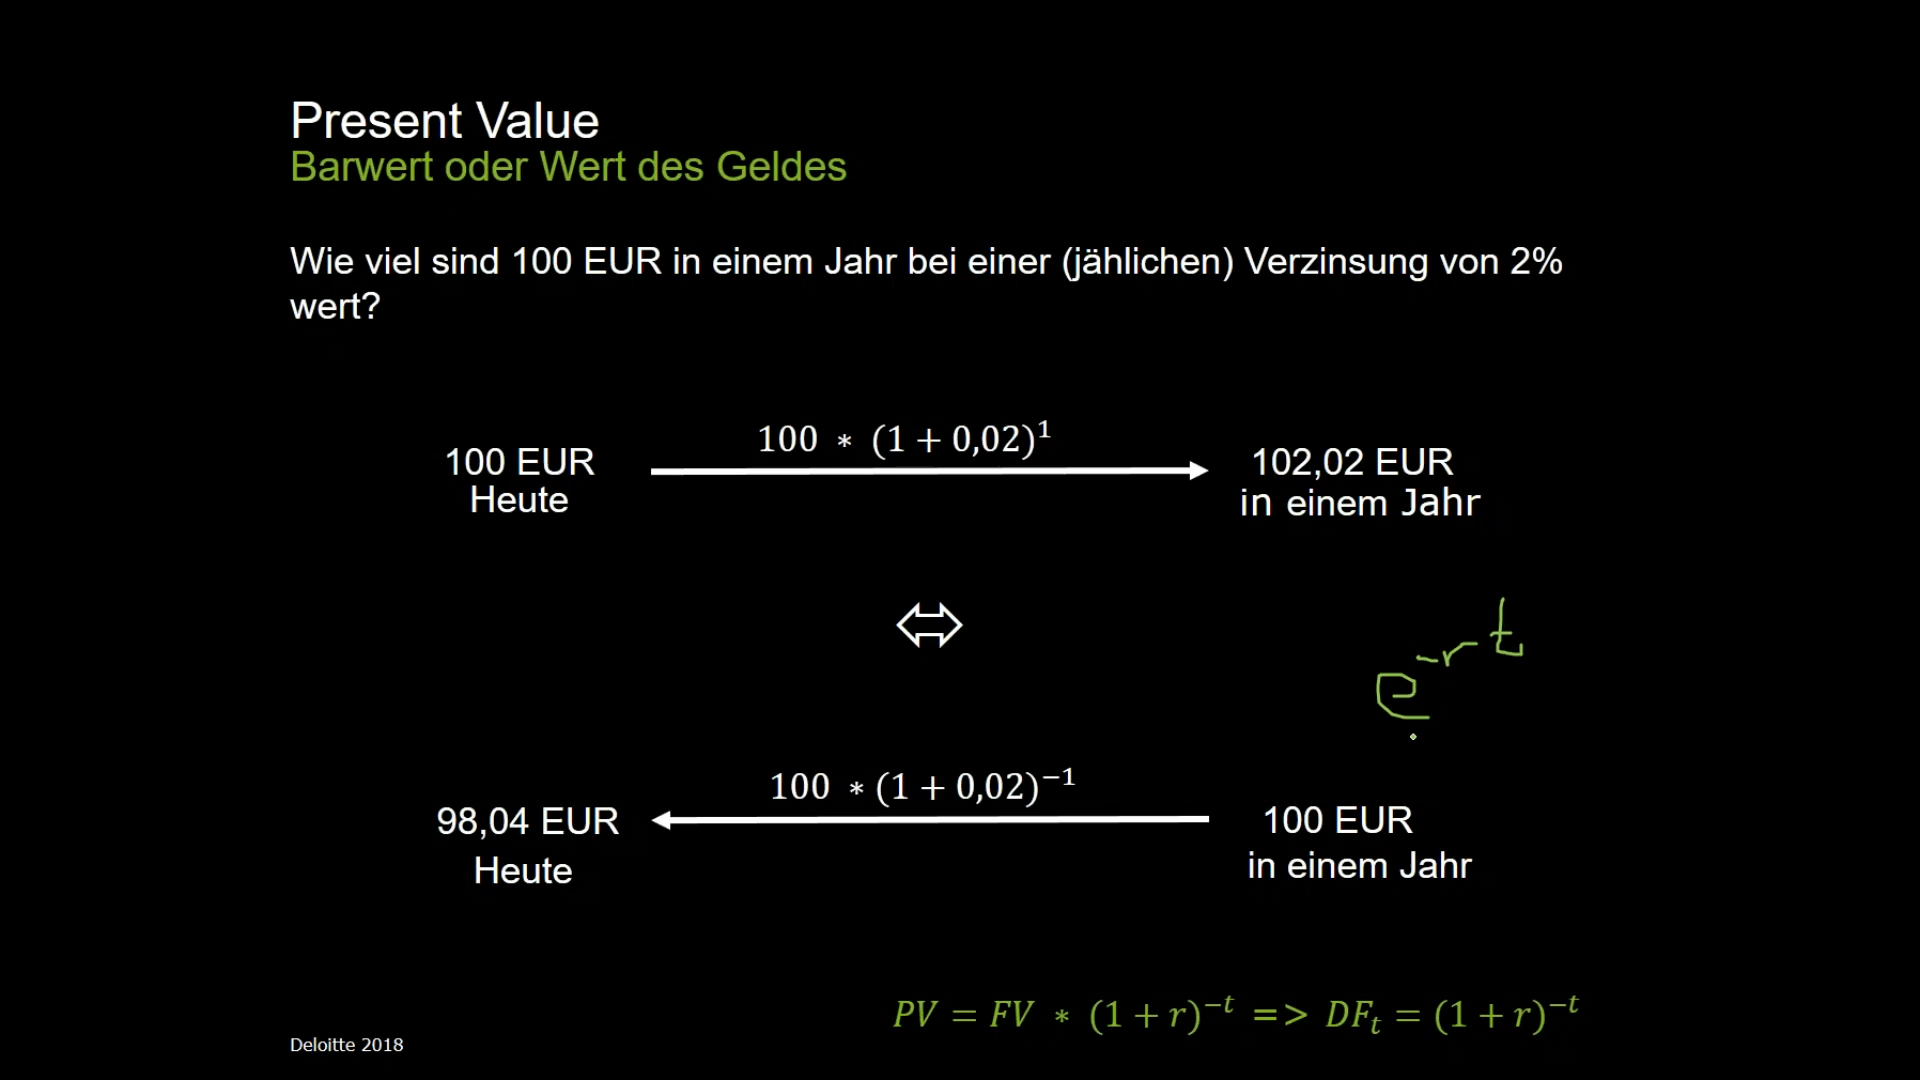 Present Value
Barwert oder Wert des Geldes
Wie viel sind 100 EUR in einem Jahr bei einer (jählichen) Verzinsung von 2%
wert?
100 ∗ (1 + 0,02)¹
100 EUR
Heute
102,02 EUR
in einem Jahr
e^(-rt)
100 ∗ (1 + 0,02)⁻¹
98,04 EUR
Heute
100 EUR
in einem Jahr
PV = FV ∗ (1 + r)^(−t) => DF_t = (1 + r)^(−t)
Deloitte 2018